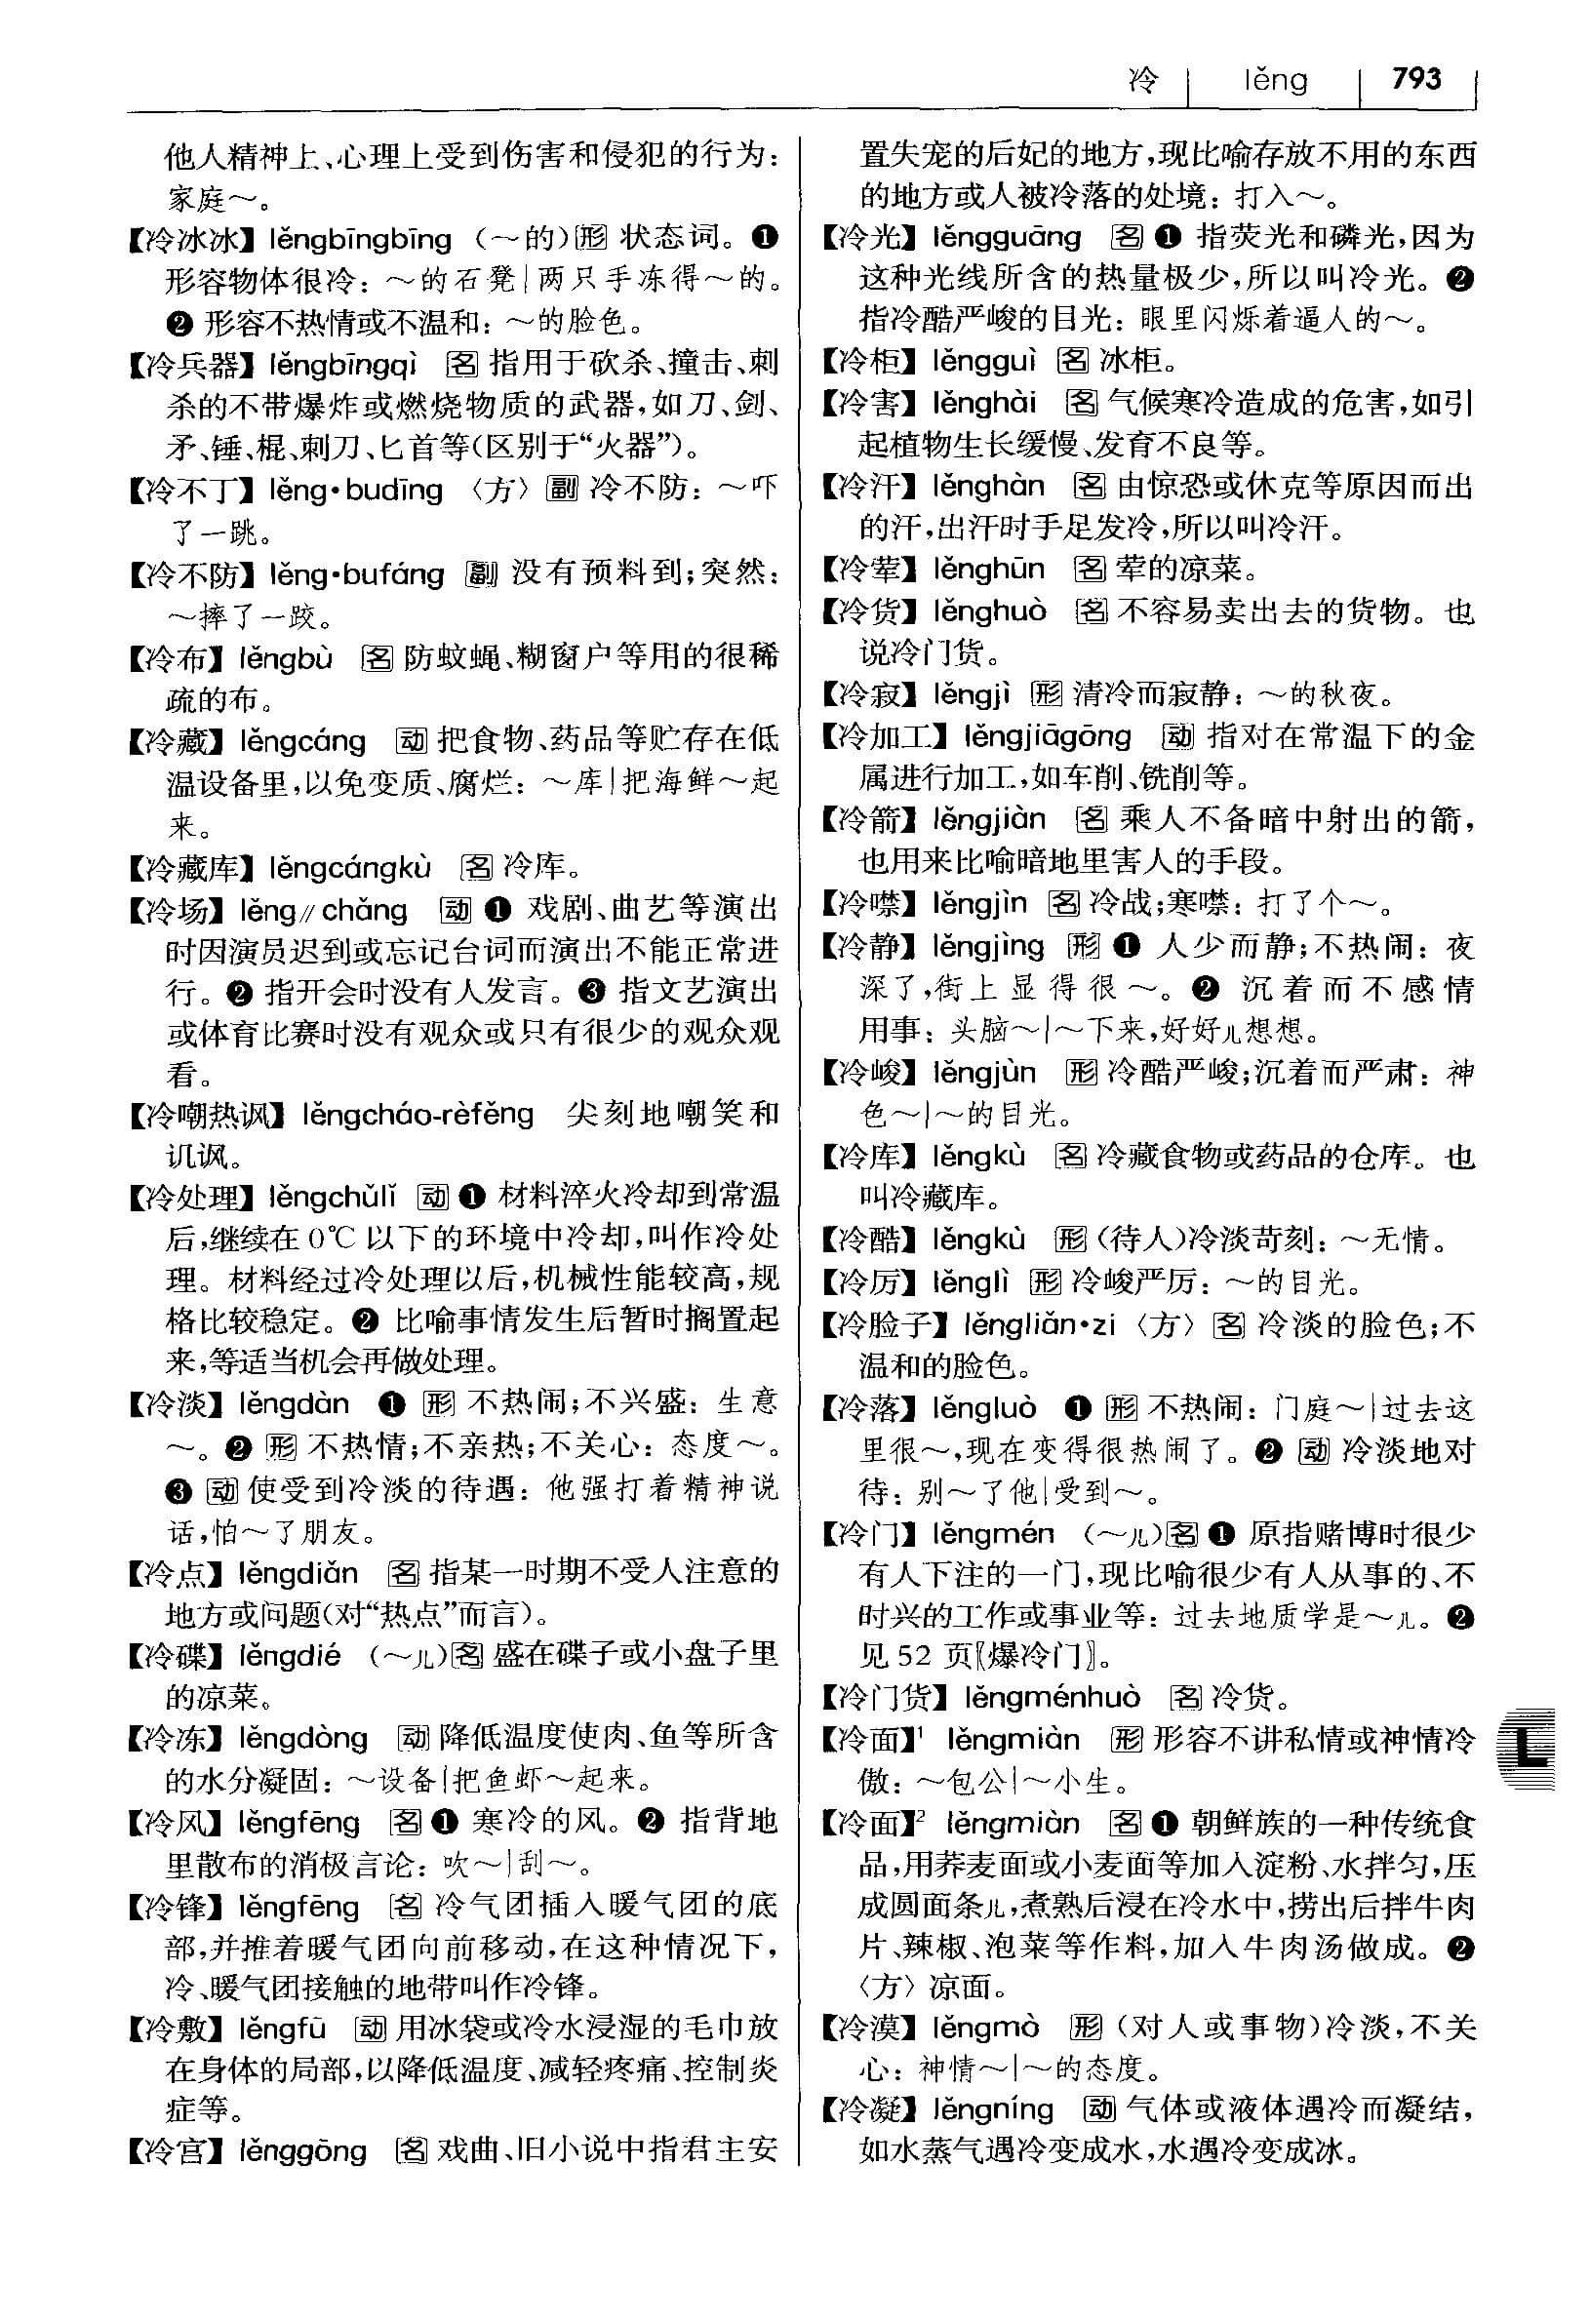 冷 lěng 793
他人精神上、心理上受到伤害和侵犯的行为：
家庭～。
【冷冰冰】lěngbīngbīng （～的）形 状态词。❶
形容物体很冷：～的石凳|两只手冻得～的。
❷ 形容不热情或不温和：～的脸色。
【冷兵器】lěngbīngqì 名 指用于砍杀、撞击、刺
杀的不带爆炸或燃烧物质的武器，如刀、剑、
矛、锤、棍、刺刀、匕首等（区别于“火器”）。
【冷不丁】lěng•budīng 〈方〉副 冷不防：～吓
了一跳。
【冷不防】lěng•bufáng 副 没有预料到；突然：
～摔了一跤。
【冷布】lěngbù 名 防蚊蝇、糊窗户等用的很稀
疏的布。
【冷藏】lěngcáng 动 把食物、药品等贮存在低
温设备里，以免变质、腐烂：～库|把海鲜～起
来。
【冷藏库】lěngcángkù 名 冷库。
【冷场】lěng∥chǎng 动 ❶ 戏剧、曲艺等演出
时因演员迟到或忘记台词而演出不能正常进
行。❷ 指开会时没有人发言。❸ 指文艺演出
或体育比赛时没有观众或只有很少的观众观
看。
【冷嘲热讽】lěngcháo-rèfěng 尖刻地嘲笑和
讥讽。
【冷处理】lěngchǔlǐ 动 ❶ 材料淬火冷却到常温
后，继续在 0℃ 以下的环境中冷却，叫作冷处
理。材料经过冷处理以后，机械性能较高，规
格比较稳定。❷ 比喻事情发生后暂时搁置起
来，等适当机会再做处理。
【冷淡】lěngdàn ❶ 形 不热闹；不兴盛：生意
～。❷ 形 不热情；不亲热；不关心：态度～。
❸ 动 使受到冷淡的待遇：他强打着精神说
话，怕～了朋友。
【冷点】lěngdiǎn 名 指某一时期不受人注意的
地方或问题（对“热点”而言）。
【冷碟】lěngdié （～儿）名 盛在碟子或小盘子里
的凉菜。
【冷冻】lěngdòng 动 降低温度使肉、鱼等所含
的水分凝固：～设备|把鱼虾～起来。
【冷风】lěngfēng 名 ❶ 寒冷的风。❷ 指背地
里散布的消极言论：吹～|刮～。
【冷锋】lěngfēng 名 冷气团插入暖气团的底
部，并推着暖气团向前移动，在这种情况下，
冷、暖气团接触的地带叫作冷锋。
【冷敷】lěngfū 动 用冰袋或冷水浸湿的毛巾放
在身体的局部，以降低温度、减轻疼痛、控制炎
症等。
【冷宫】lěnggōng 名 戏曲、旧小说中指君主安
置失宠的后妃的地方，现比喻存放不用的东西
的地方或人被冷落的处境：打入～。
【冷光】lěngguāng 名 ❶ 指荧光和磷光，因为
这种光线所含的热量极少，所以叫冷光。❷
指冷酷严峻的目光：眼里闪烁着逼人的～。
【冷柜】lěngguì 名 冰柜。
【冷害】lěnghài 名 气候寒冷造成的危害，如引
起植物生长缓慢、发育不良等。
【冷汗】lěnghàn 名 由惊恐或休克等原因而出
的汗，出汗时手足发冷，所以叫冷汗。
【冷荤】lěnghūn 名 荤的凉菜。
【冷货】lěnghuò 名 不容易卖出去的货物。也
说冷门货。
【冷寂】lěngjì 形 清冷而寂静：～的秋夜。
【冷加工】lěngjiāgōng 动 指对在常温下的金
属进行加工，如车削、铣削等。
【冷箭】lěngjiàn 名 乘人不备暗中射出的箭，
也用来比喻暗地里害人的手段。
【冷噤】lěngjìn 名 冷战；寒噤：打了个～。
【冷静】lěngjìng 形 ❶ 人少而静；不热闹：夜
深了，街上显得很～。❷ 沉着而不感情
用事：头脑～|～下来，好好儿想想。
【冷峻】lěngjùn 形 冷酷严峻；沉着而严肃：神
色～|～的目光。
【冷库】lěngkù 名 冷藏食物或药品的仓库。也
叫冷藏库。
【冷酷】lěngkù 形 （待人）冷淡苛刻：～无情。
【冷厉】lěnglì 形 冷峻严厉：～的目光。
【冷脸子】lěngliǎn•zi 〈方〉名 冷淡的脸色；不
温和的脸色。
【冷落】lěngluò ❶ 形 不热闹：门庭～|过去这
里很～，现在变得很热闹了。❷ 动 冷淡地对
待：别～了他|受到～。
【冷门】lěngmén （～儿）名 ❶ 原指赌博时很少
有人下注的一门，现比喻很少有人从事的、不
时兴的工作或事业等：过去地质学是～儿。❷
见 52 页〖爆冷门〗。
【冷门货】lěngménhuò 名 冷货。
【冷面】¹ lěngmiàn 形 形容不讲私情或神情冷
傲：～包公|～小生。
【冷面】² lěngmiàn 名 ❶ 朝鲜族的一种传统食
品，用荞麦面或小麦面等加入淀粉、水拌匀，压
成圆面条儿，煮熟后浸在冷水中，捞出后拌牛肉
片、辣椒、泡菜等作料，加入牛肉汤做成。❷
〈方〉凉面。
【冷漠】lěngmò 形 （对人或事物）冷淡，不关
心：神情～|～的态度。
【冷凝】lěngníng 动 气体或液体遇冷而凝结，
如水蒸气遇冷变成水，水遇冷变成冰。
L